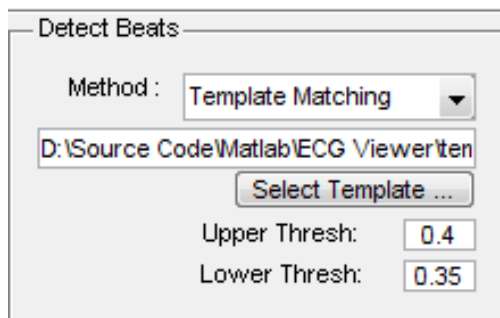 Detect Beats
Method : Template Matching
D:\Source Code\Matlab\ECG Viewer\tem
Select Template ...
Upper Thresh: 0.4
Lower Thresh: 0.35